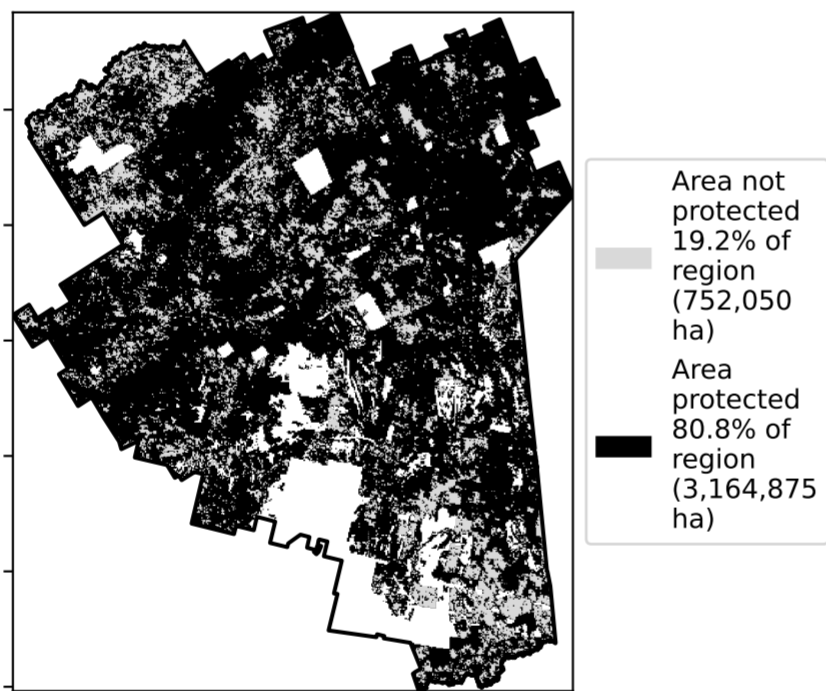 Area not
protected
19.2% of
region
(752,050
ha)
Area
protected
80.8% of
region
(3,164,875
ha)